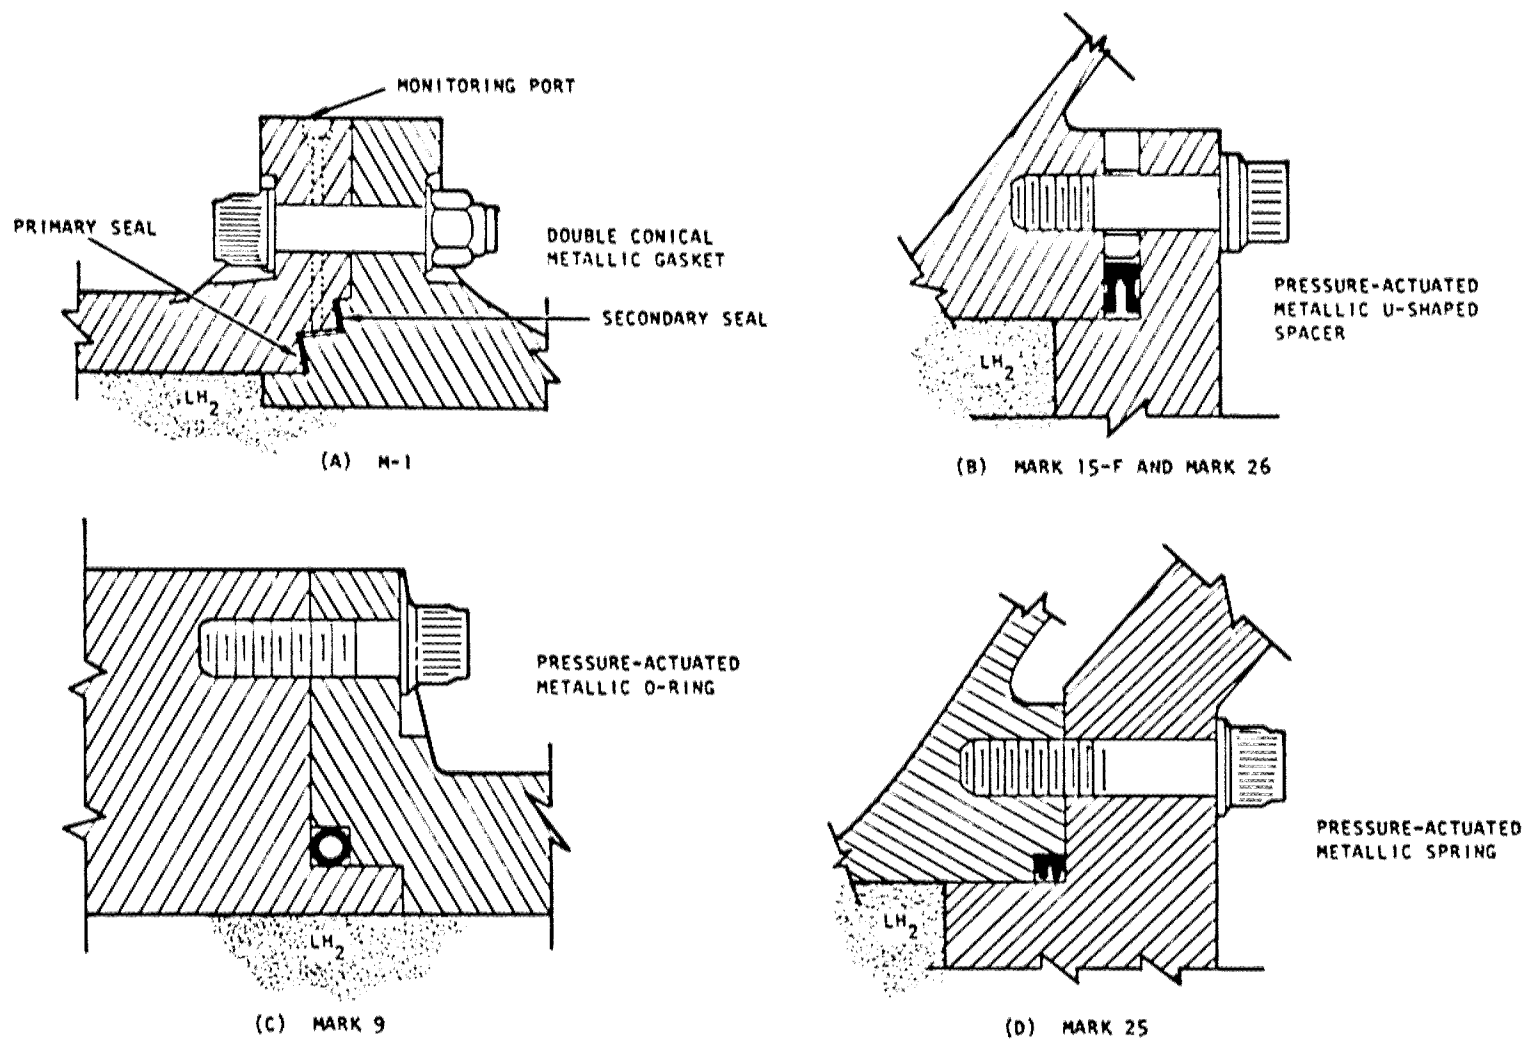 MONITORING PORT
PRIMARY SEAL
DOUBLE CONICAL
METALLIC GASKET
SECONDARY SEAL
LH2
(A) M-1
PRESSURE-ACTUATED
METALLIC U-SHAPED
SPACER
LH2
(B) MARK 15-F AND MARK 26
PRESSURE-ACTUATED
METALLIC O-RING
LH2
(C) MARK 9
PRESSURE-ACTUATED
METALLIC SPRING
LH2
(D) MARK 25